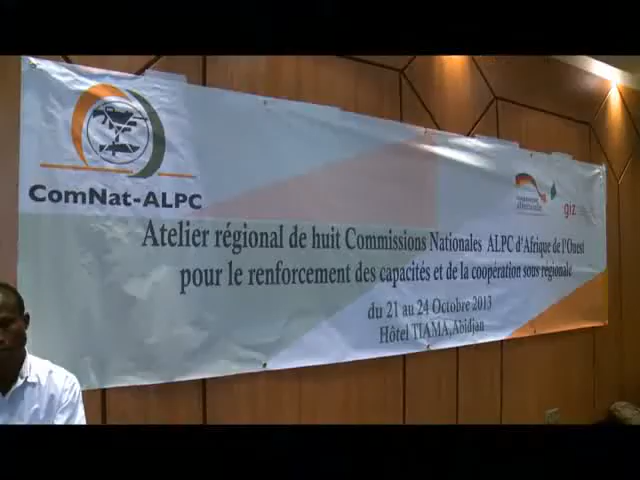 ComNat-ALPC
giz
Atelier régional de huit Commissions Nationales ALPC d'Afrique de l'Ouest
pour le renforcement des capacités et de la coopération sous régionale
du 21 au 24 Octobre 2013
Hôtel TIAMA, Abidjan